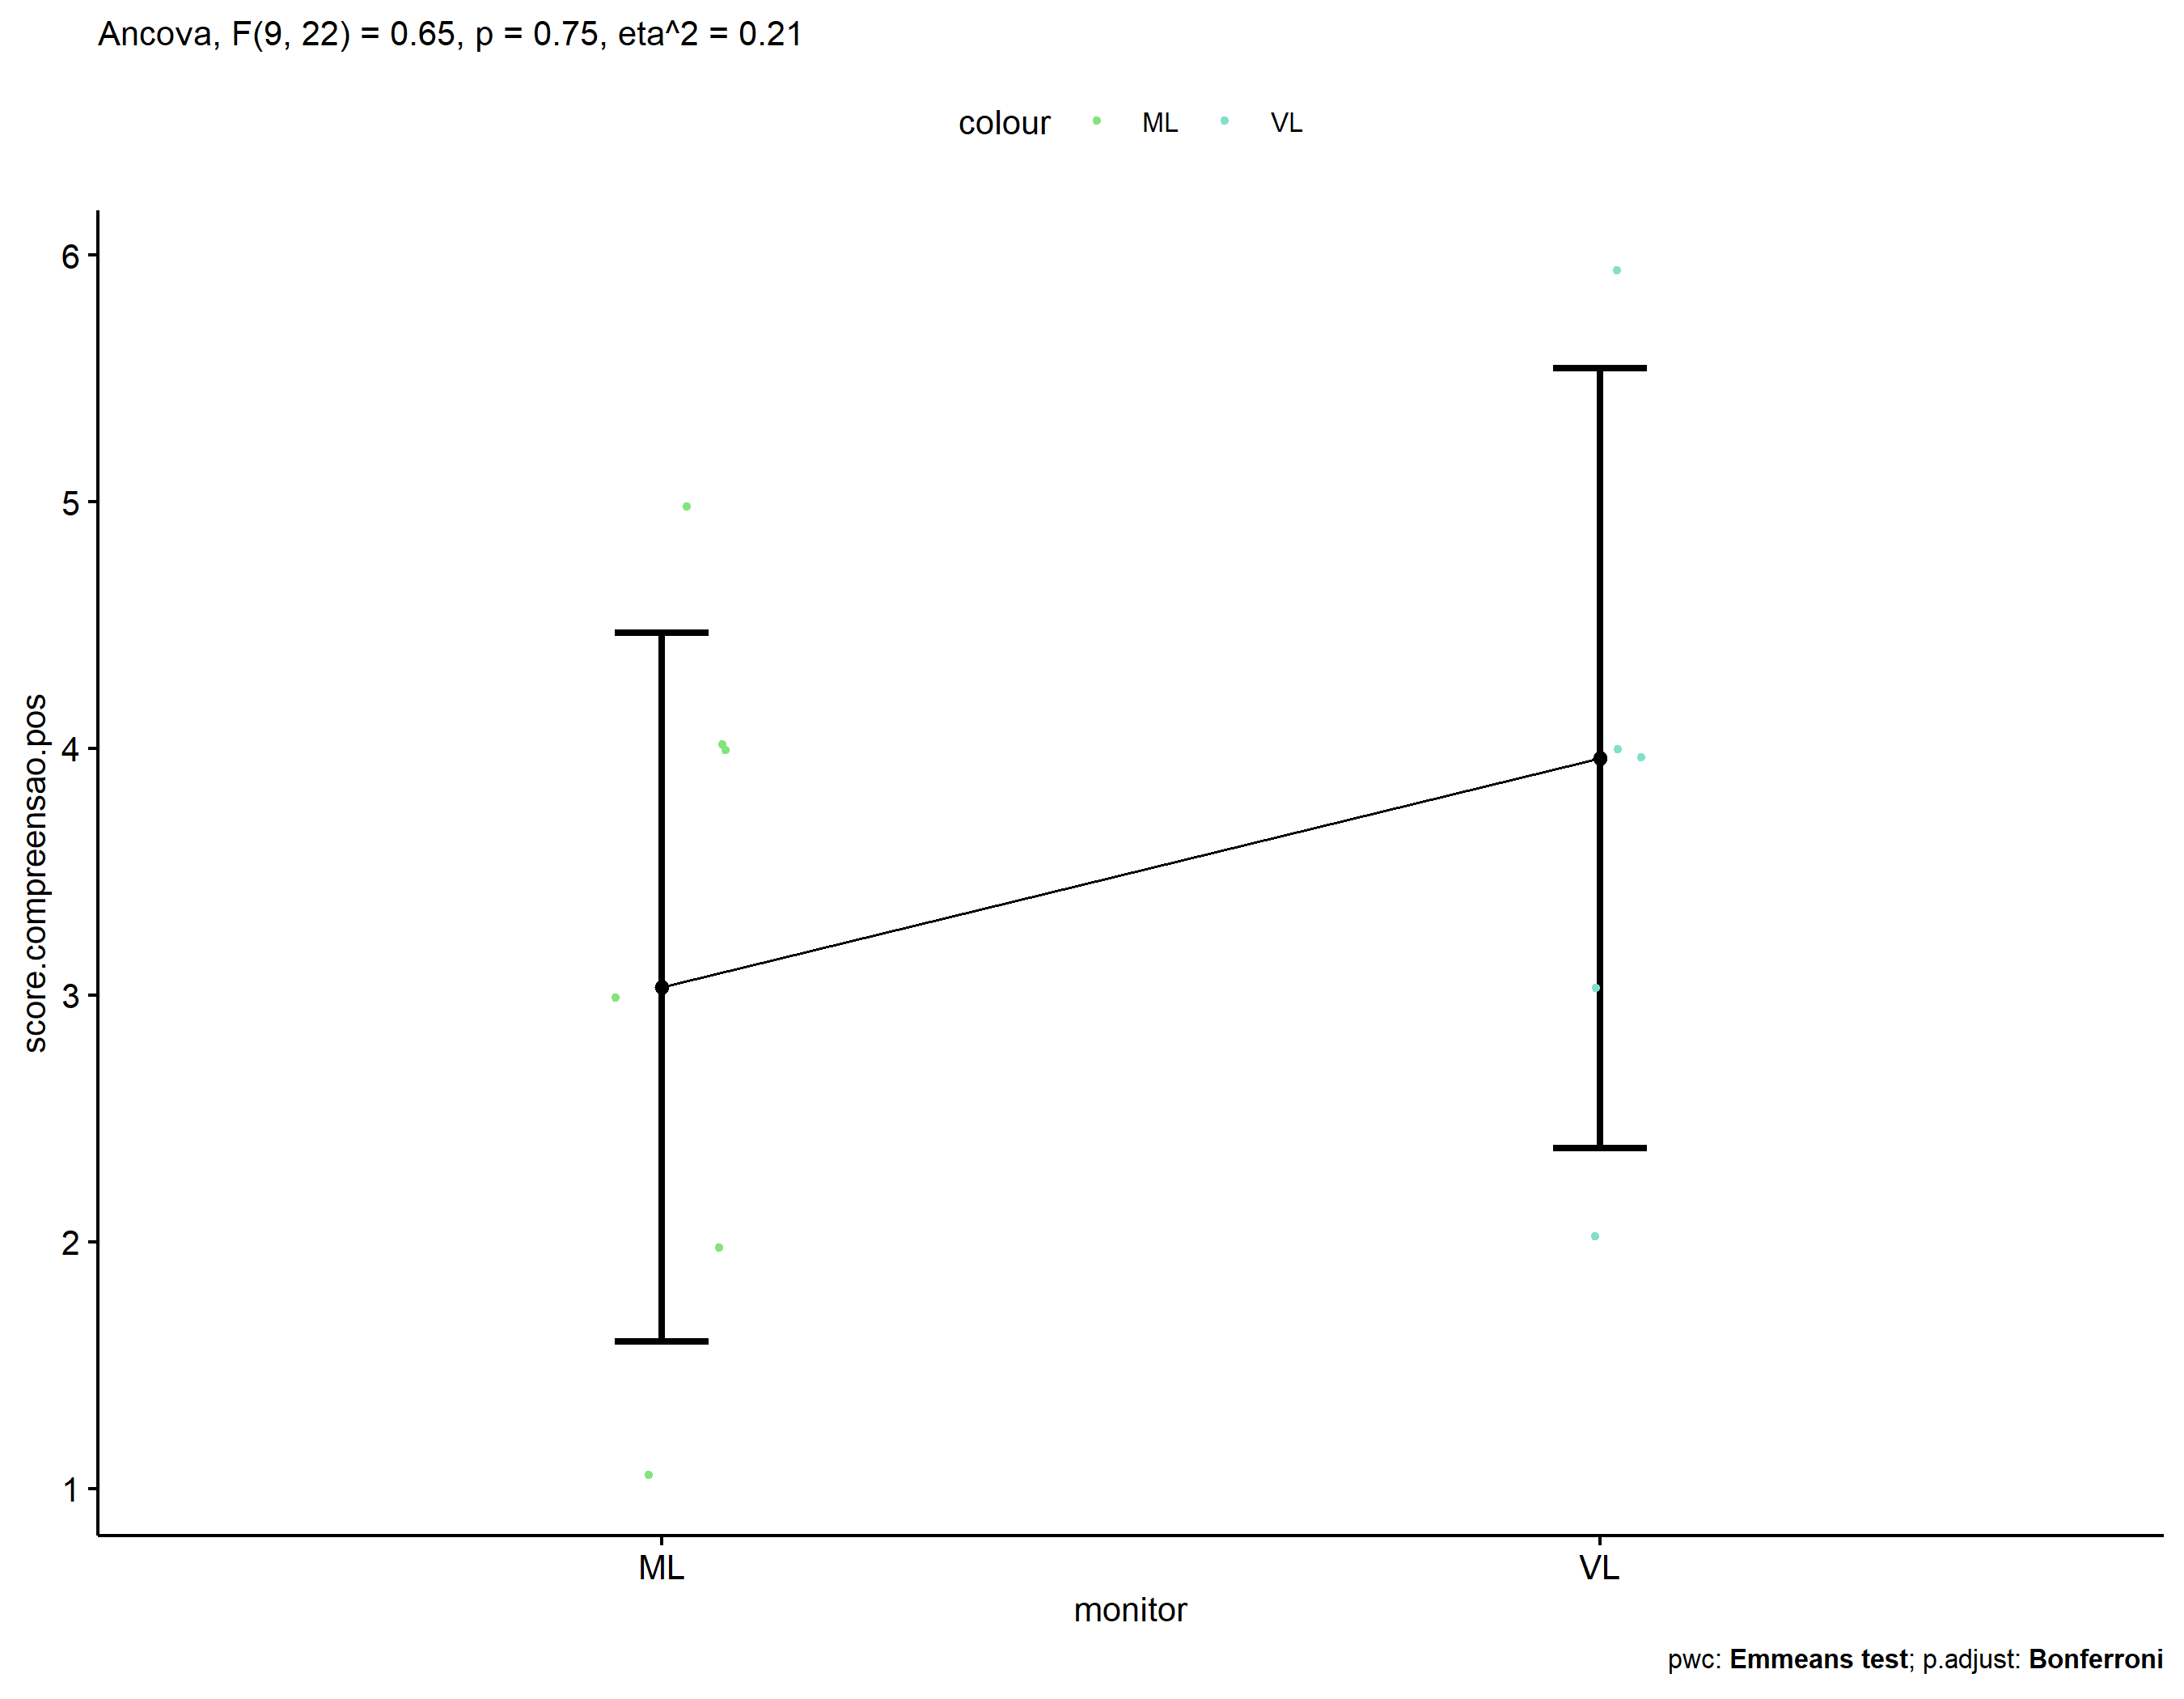 Ancova, F(9, 22) = 0.65, p = 0.75, eta^2 = 0.21
colour ML VL
score.compreensao.pos
6
5
4
3
2
1
ML VL
monitor
pwc: Emmeans test; p.adjust: Bonferroni